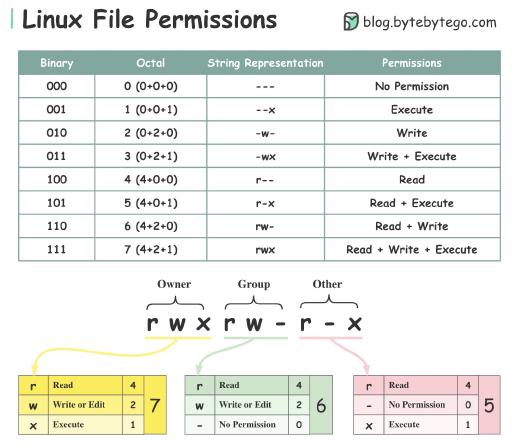 Linux File Permissions
blog.bytebytego.com
Binary Octal String Representation Permissions
000 0 (0+0+0) --- No Permission
001 1 (0+0+1) --x Execute
010 2 (0+2+0) -w- Write
011 3 (0+2+1) -wx Write + Execute
100 4 (4+0+0) r-- Read
101 5 (4+0+1) r-x Read + Execute
110 6 (4+2+0) rw- Read + Write
111 7 (4+2+1) rwx Read + Write + Execute
Owner Group Other
r w x r w - r - x
r Read 4
w Write or Edit 2
x Execute 1
7
r Read 4
w Write or Edit 2
- No Permission 0
6
r Read 4
- No Permission 0
x Execute 1
5